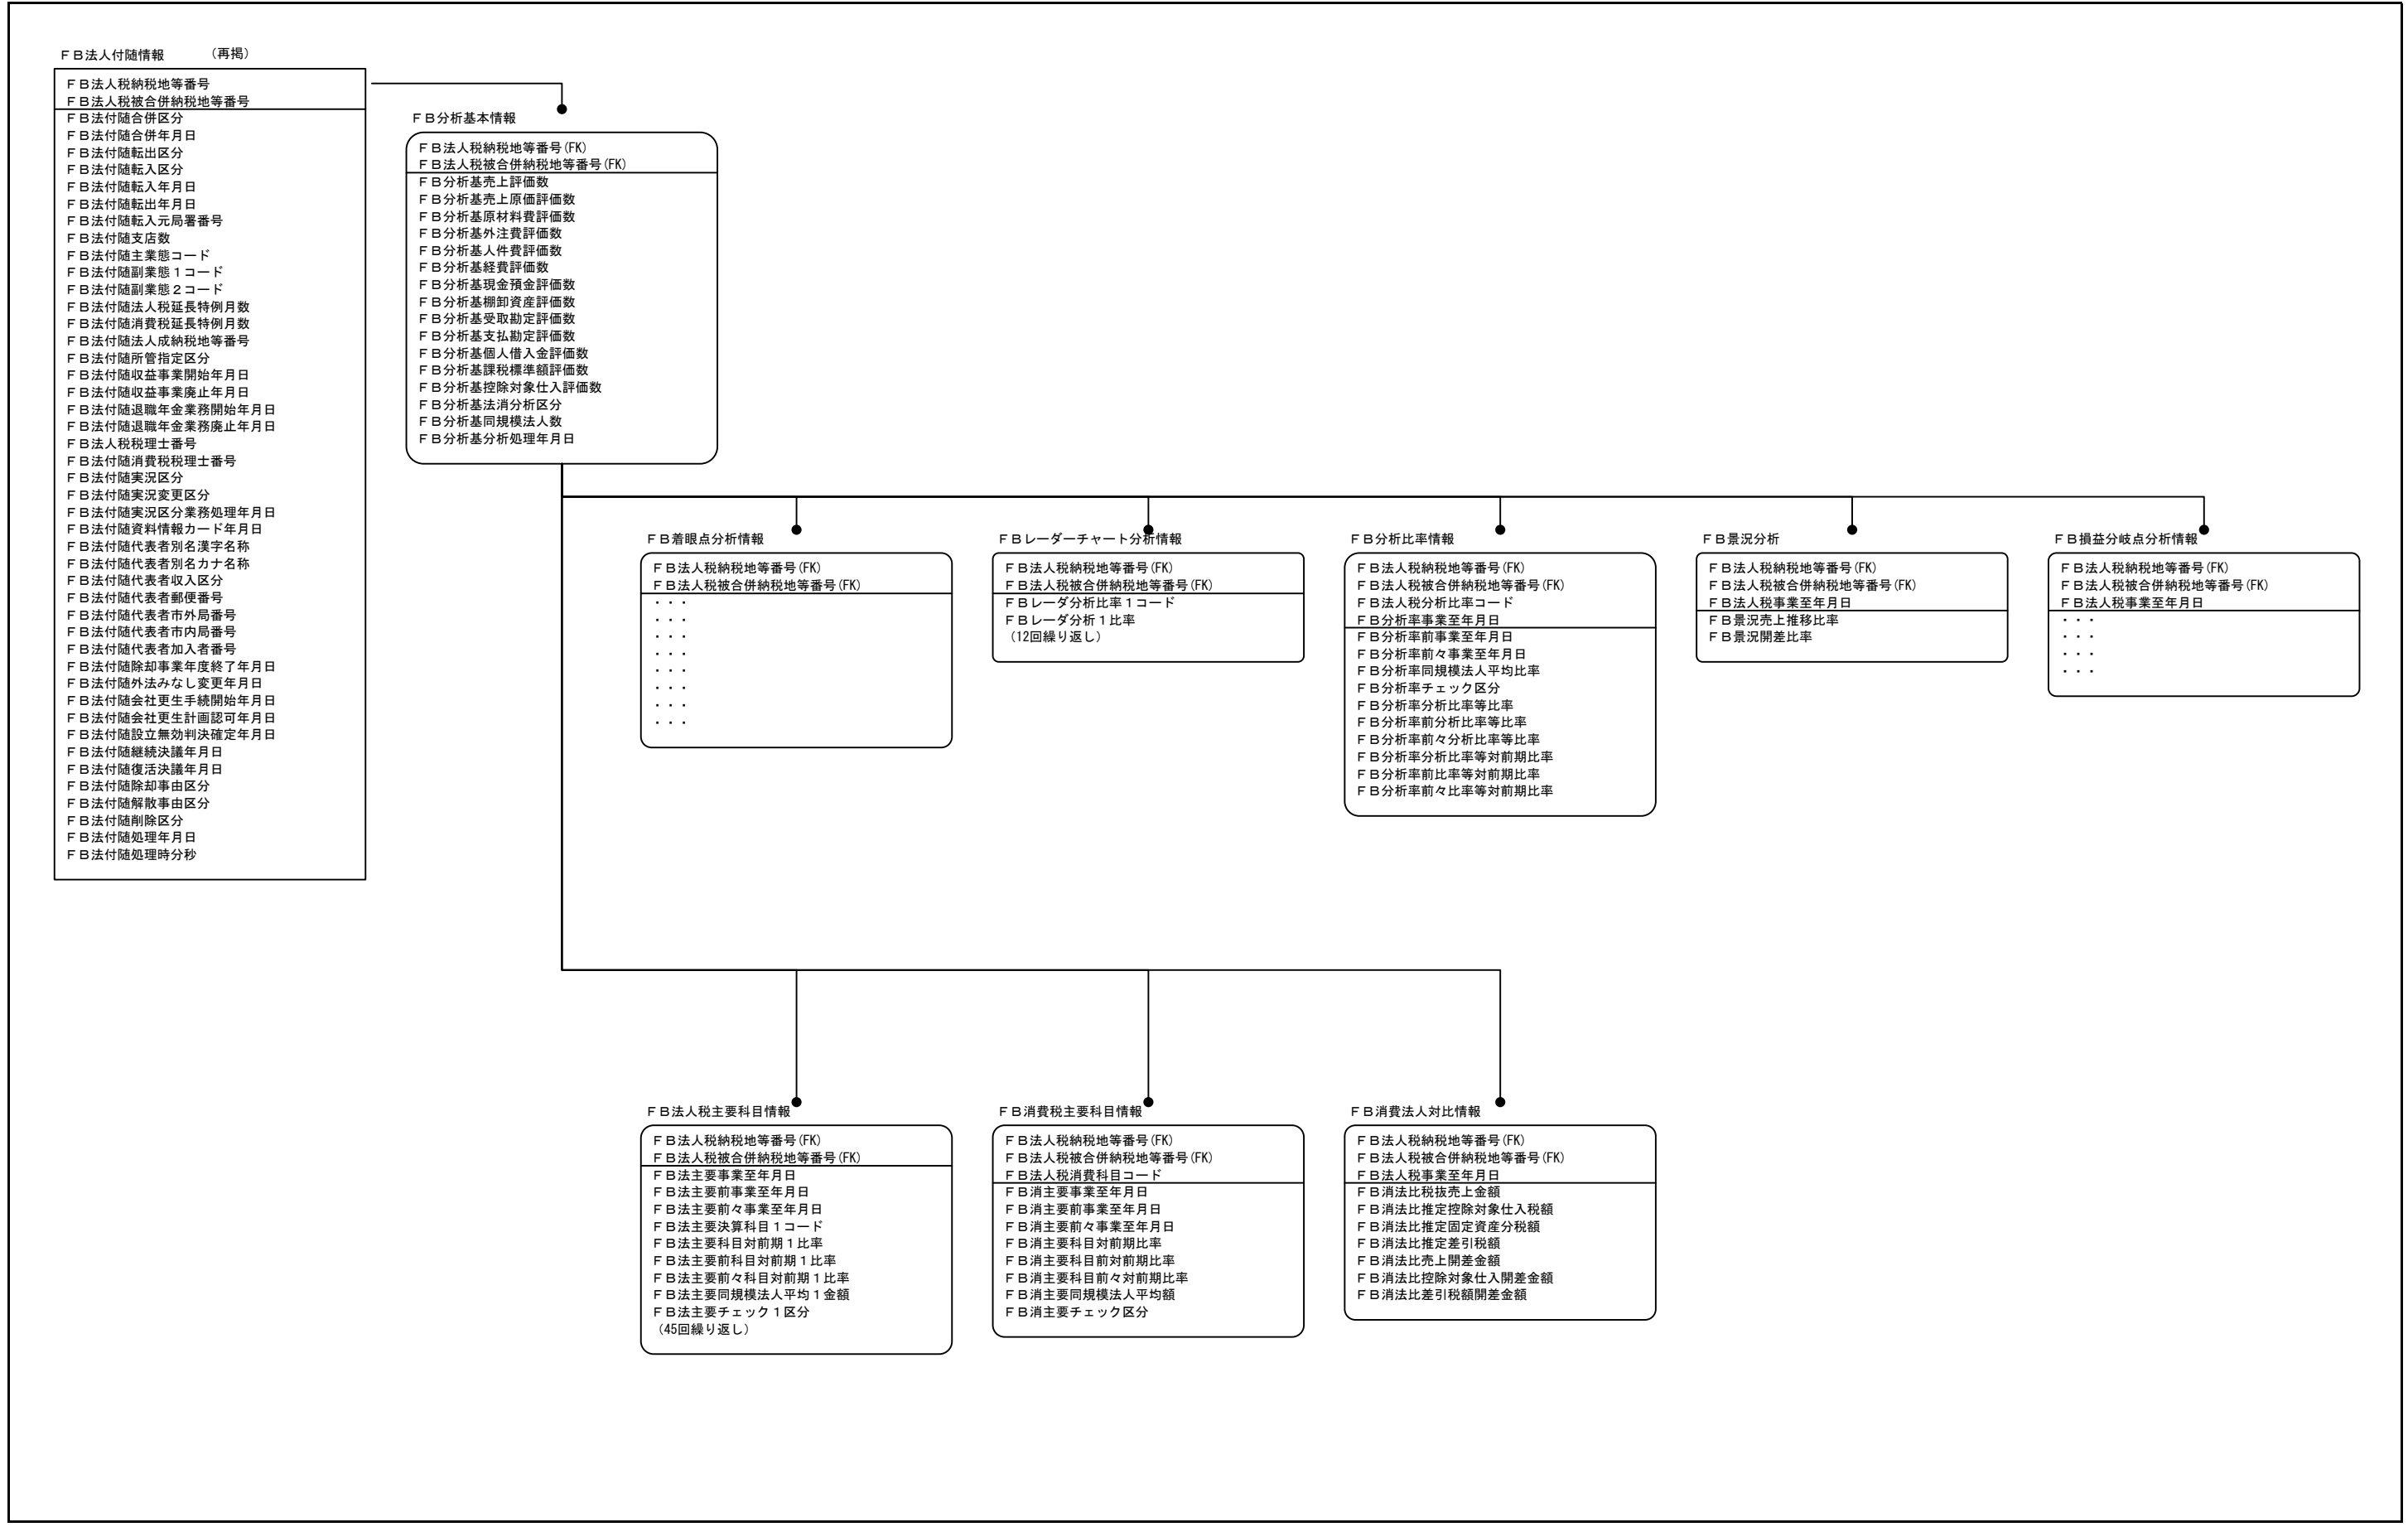 ＦＢ法人付随情報　（再掲）
ＦＢ法人税納税地等番号
ＦＢ法人税被合併納税地等番号
ＦＢ法付随合併区分
ＦＢ法付随合併年月日
ＦＢ法付随転出区分
ＦＢ法付随転入区分
ＦＢ法付随転入年月日
ＦＢ法付随転出年月日
ＦＢ法付随転入元局署番号
ＦＢ法付随支店数
ＦＢ法付随主業態コード
ＦＢ法付随副業態１コード
ＦＢ法付随副業態２コード
ＦＢ法付随法人税延長特例月数
ＦＢ法付随消費税延長特例月数
ＦＢ法付随法人成納税地等番号
ＦＢ法付随所管指定区分
ＦＢ法付随収益事業開始年月日
ＦＢ法付随収益事業廃止年月日
ＦＢ法付随退職年金業務開始年月日
ＦＢ法付随退職年金業務廃止年月日
ＦＢ法人税税理士番号
ＦＢ法付随消費税税理士番号
ＦＢ法付随実況区分
ＦＢ法付随実況変更区分
ＦＢ法付随実況区分業務処理年月日
ＦＢ法付随資料情報カード年月日
ＦＢ法付随代表者別名漢字名称
ＦＢ法付随代表者別名カナ名称
ＦＢ法付随代表者収入区分
ＦＢ法付随代表者郵便番号
ＦＢ法付随代表者市外局番号
ＦＢ法付随代表者市内局番号
ＦＢ法付随代表者加入者番号
ＦＢ法付随除却事業年度終了年月日
ＦＢ法付随外法みなし変更年月日
ＦＢ法付随会社更生手続開始年月日
ＦＢ法付随会社更生計画認可年月日
ＦＢ法付随設立無効判決確定年月日
ＦＢ法付随継続決議年月日
ＦＢ法付随復活決議年月日
ＦＢ法付随除却事由区分
ＦＢ法付随解散事由区分
ＦＢ法付随削除区分
ＦＢ法付随処理年月日
ＦＢ法付随処理時分秒
ＦＢ分析基本情報
ＦＢ法人税納税地等番号(FK)
ＦＢ法人税被合併納税地等番号(FK)
ＦＢ分析基売上評価数
ＦＢ分析基売上原価評価数
ＦＢ分析基原材料費評価数
ＦＢ分析基外注費評価数
ＦＢ分析基人件費評価数
ＦＢ分析基経費評価数
ＦＢ分析基現金預金評価数
ＦＢ分析基棚卸資産評価数
ＦＢ分析基受取勘定評価数
ＦＢ分析基支払勘定評価数
ＦＢ分析基個人借入金評価数
ＦＢ分析基課税標準額評価数
ＦＢ分析基控除対象仕入評価数
ＦＢ分析基法消分析区分
ＦＢ分析基同規模法人数
ＦＢ分析基分析処理年月日
ＦＢ着眼点分析情報
ＦＢ法人税納税地等番号(FK)
ＦＢ法人税被合併納税地等番号(FK)
・・・
・・・
・・・
・・・
・・・
・・・
・・・
・・・
ＦＢレーダーチャート分析情報
ＦＢ法人税納税地等番号(FK)
ＦＢ法人税被合併納税地等番号(FK)
ＦＢレーダ分析比率１コード
ＦＢレーダ分析１比率
（12回繰り返し）
ＦＢ分析比率情報
ＦＢ法人税納税地等番号(FK)
ＦＢ法人税被合併納税地等番号(FK)
ＦＢ法人税分析比率コード
ＦＢ分析率事業至年月日
ＦＢ分析率前事業至年月日
ＦＢ分析率前々事業至年月日
ＦＢ分析率同規模法人平均比率
ＦＢ分析率チェック区分
ＦＢ分析率分析比率等比率
ＦＢ分析率前分析比率等比率
ＦＢ分析率前々分析比率等比率
ＦＢ分析率分析比率等対前期比率
ＦＢ分析率前比率等対前期比率
ＦＢ分析率前々比率等対前期比率
ＦＢ景況分析
ＦＢ法人税納税地等番号(FK)
ＦＢ法人税被合併納税地等番号(FK)
ＦＢ法人税事業至年月日
ＦＢ景況売上推移比率
ＦＢ景況開差比率
ＦＢ損益分岐点分析情報
ＦＢ法人税納税地等番号(FK)
ＦＢ法人税被合併納税地等番号(FK)
ＦＢ法人税事業至年月日
・・・
・・・
・・・
・・・
ＦＢ法人税主要科目情報
ＦＢ法人税納税地等番号(FK)
ＦＢ法人税被合併納税地等番号(FK)
ＦＢ法主要事業至年月日
ＦＢ法主要前事業至年月日
ＦＢ法主要前々事業至年月日
ＦＢ法主要決算科目１コード
ＦＢ法主要科目対前期１比率
ＦＢ法主要前科目対前期１比率
ＦＢ法主要前々科目対前期１比率
ＦＢ法主要同規模法人平均１金額
ＦＢ法主要チェック１区分
（45回繰り返し）
ＦＢ消費税主要科目情報
ＦＢ法人税納税地等番号(FK)
ＦＢ法人税被合併納税地等番号(FK)
ＦＢ法人税消費科目コード
ＦＢ消主要事業至年月日
ＦＢ消主要前事業至年月日
ＦＢ消主要前々事業至年月日
ＦＢ消主要科目対前期比率
ＦＢ消主要科目前対前期比率
ＦＢ消主要科目前々対前期比率
ＦＢ消主要同規模法人平均額
ＦＢ消主要チェック区分
ＦＢ消費法人対比情報
ＦＢ法人税納税地等番号(FK)
ＦＢ法人税被合併納税地等番号(FK)
ＦＢ法人税事業至年月日
ＦＢ消法比税抜売上金額
ＦＢ消法比推定控除対象仕入税額
ＦＢ消法比推定固定資産分税額
ＦＢ消法比推定差引税額
ＦＢ消法比売上開差金額
ＦＢ消法比控除対象仕入開差金額
ＦＢ消法比差引税額開差金額